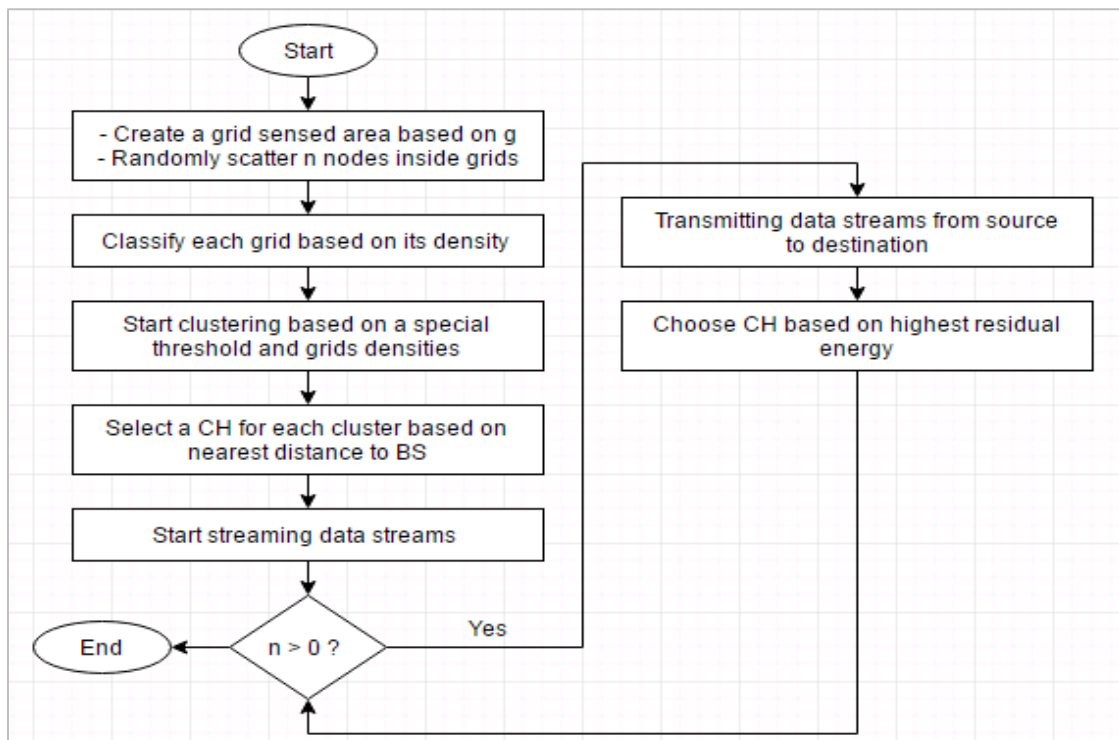 Start
- Create a grid sensed area based on g
- Randomly scatter n nodes inside grids
Classify each grid based on its density
Start clustering based on a special
threshold and grids densities
Select a CH for each cluster based on
nearest distance to BS
Start streaming data streams
n > 0 ?
End
Yes
Transmitting data streams from source
to destination
Choose CH based on highest residual
energy